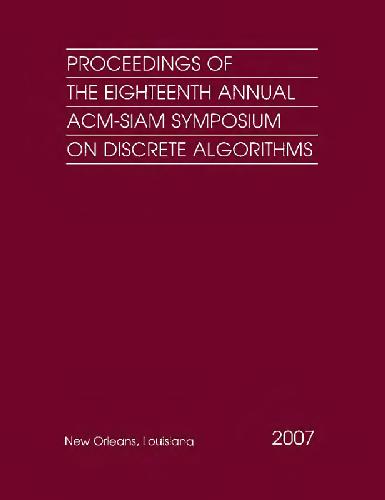 PROCEEDINGS OF
THE EIGHTEENTH ANNUAL
ACM-SIAM SYMPOSIUM
ON DISCRETE ALGORITHMS
New Orleans, Louisiana
2007